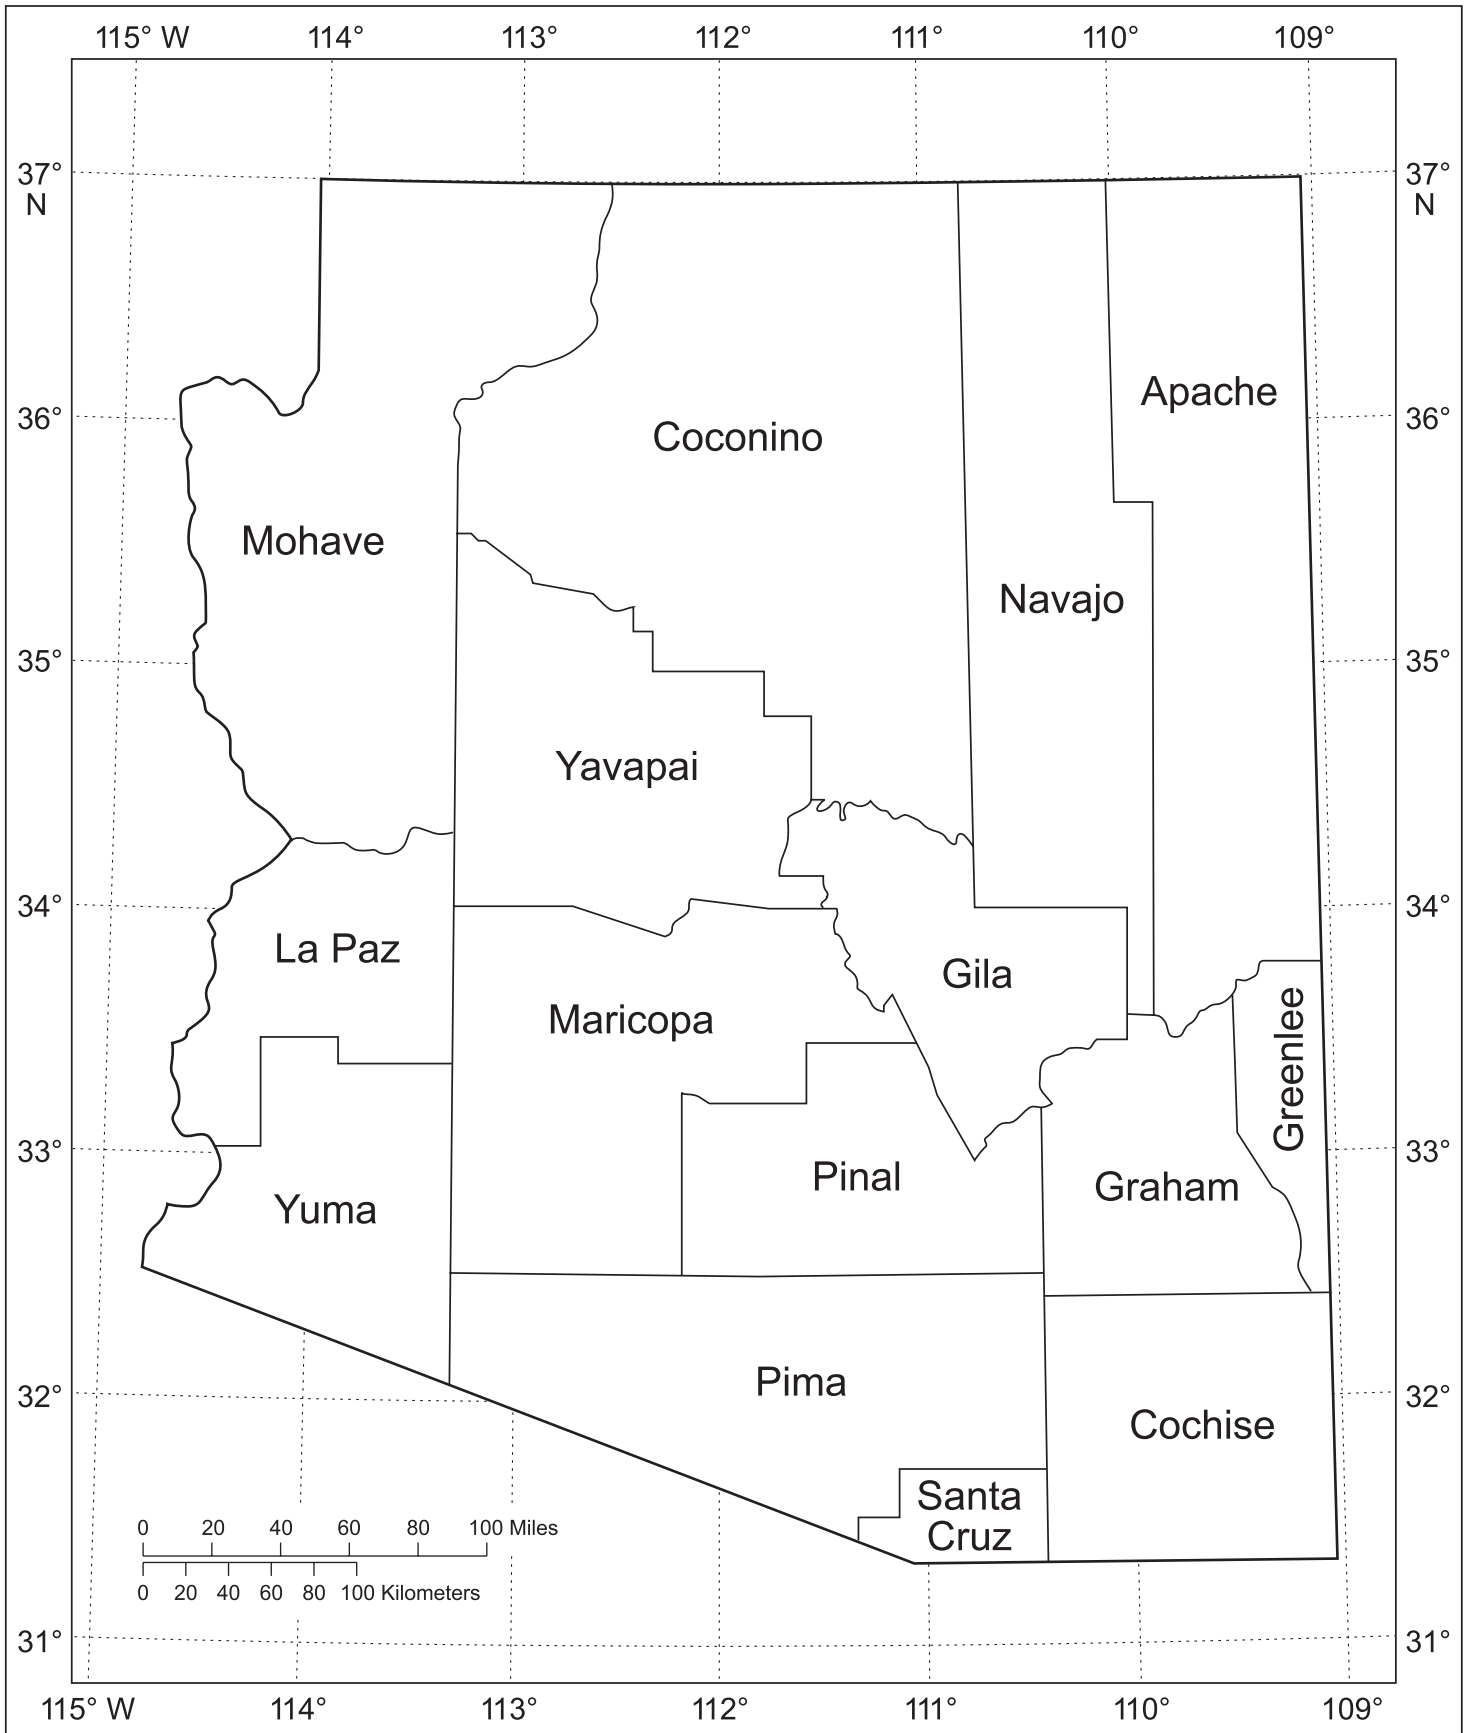 115° W 114° 113° 112° 111° 110° 109°
37° 37°
N N
Apache
36° 36°
Coconino
Mohave
Navajo
35° 35°
Yavapai
34° 34°
La Paz
Gila
Maricopa
Greenlee
33° 33°
Pinal
Graham
Yuma
Pima
32° 32°
Cochise
Santa
Cruz
0 20 40 60 80 100 Miles
0 20 40 60 80 100 Kilometers
31° 31°
115° W 114° 113° 112° 111° 110° 109°